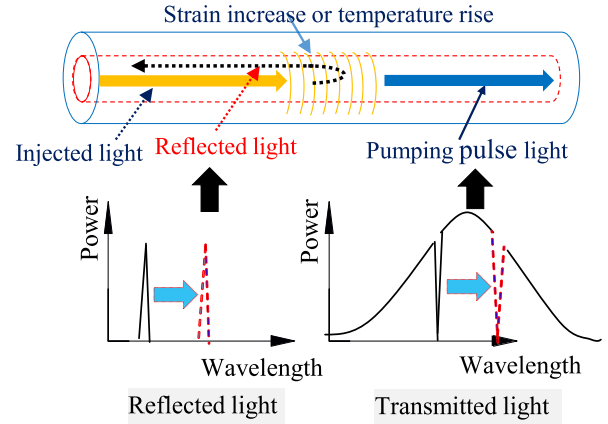 Strain increase or temperature rise
Injected light
Reflected light
Pumping pulse light
Power
Wavelength
Reflected light
Power
Wavelength
Transmitted light